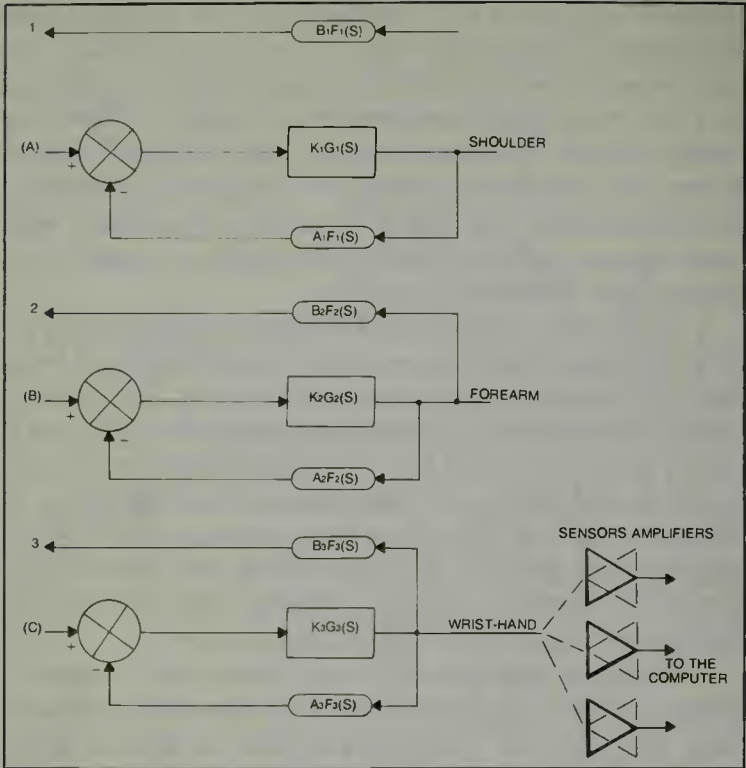 1
B1F1(S)
(A)
+
−
K1G1(S)
SHOULDER
A1F1(S)
2
B2F2(S)
(B)
+
−
K2G2(S)
FOREARM
A2F2(S)
3
B3F3(S)
SENSORS AMPLIFIERS
(C)
+
−
K3G3(S)
WRIST-HAND
TO THE
COMPUTER
A3F3(S)